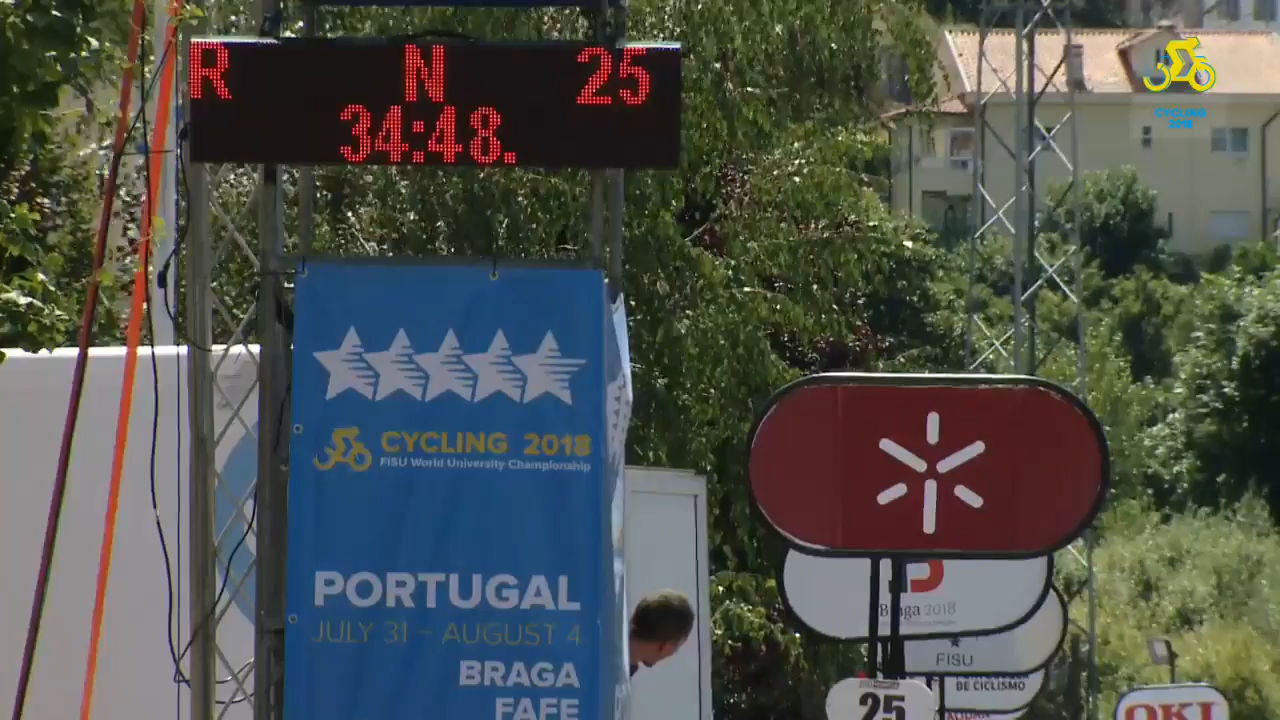 R N 25
34:48.
CYCLING
2018
CYCLING 2018
FISU World University Championship
PORTUGAL
JULY 31 – AUGUST 4
BRAGA
FAFE
Braga 2018
FISU
DE CICLISMO
25
OKI